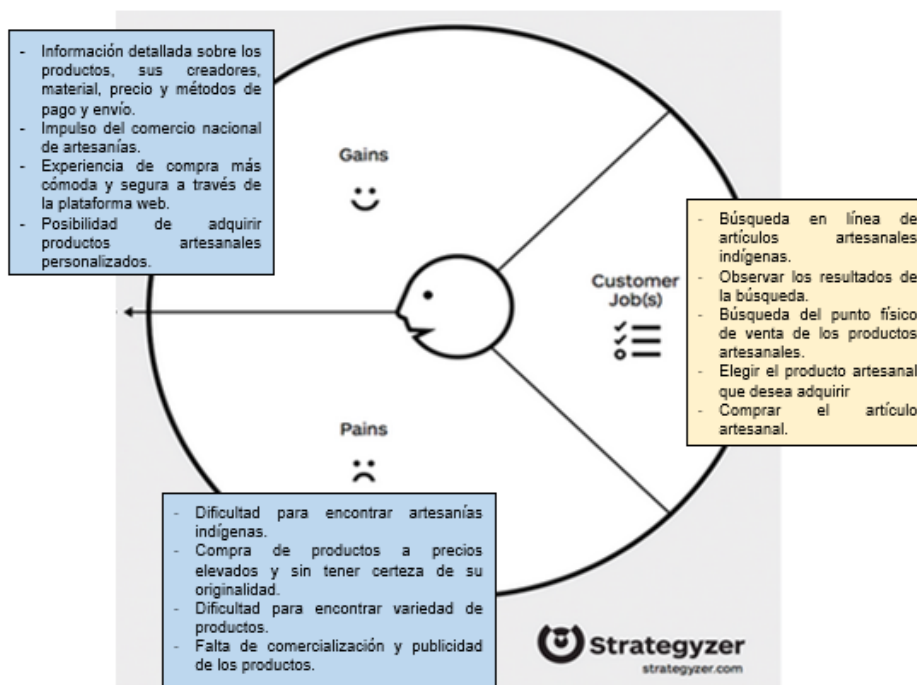 - Información detallada sobre los
productos, sus creadores,
material, precio y métodos de
pago y envío.
- Impulso del comercio nacional
de artesanías.
- Experiencia de compra más
cómoda y segura a través de
la plataforma web.
- Posibilidad de adquirir
productos artesanales
personalizados.
Gains
- Búsqueda en línea de
artículos artesanales
indígenas.
- Observar los resultados de
la búsqueda.
- Búsqueda del punto físico
de venta de los productos
artesanales.
- Elegir el producto artesanal
que desea adquirir
- Comprar el artículo
artesanal.
Customer
Job(s)
Pains
- Dificultad para encontrar artesanías
indígenas.
- Compra de productos a precios
elevados y sin tener certeza de su
originalidad.
- Dificultad para encontrar variedad de
productos.
- Falta de comercialización y publicidad
de los productos.
Strategyzer
strategyzer.com